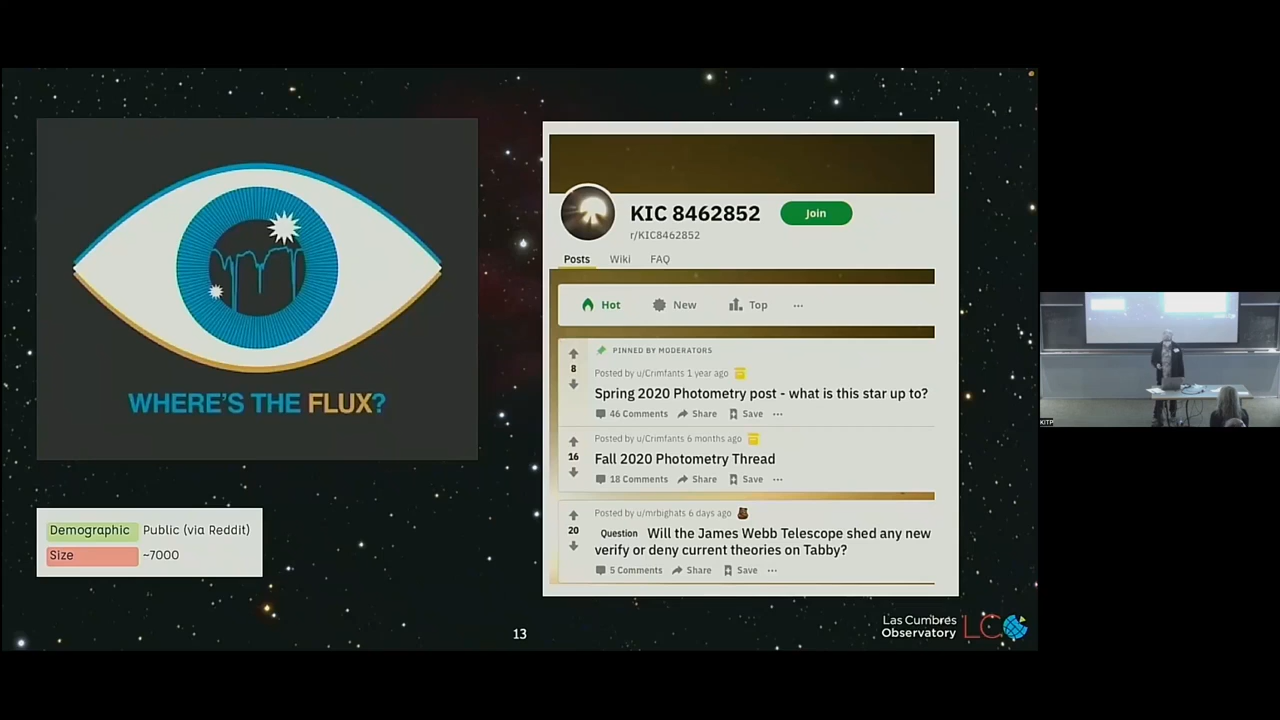 WHERE'S THE FLUX?
Demographic Public (via Reddit)
Size ~7000
KIC 8462852
Join
r/KIC8462852
Posts Wiki FAQ
Hot New Top ...
PINNED BY MODERATORS
8
Posted by u/Crimfants 1 year ago
Spring 2020 Photometry post - what is this star up to?
46 Comments Share Save ...
16
Posted by u/Crimfants 6 months ago
Fall 2020 Photometry Thread
18 Comments Share Save ...
20
Posted by u/mrbighats 6 days ago
Question Will the James Webb Telescope shed any new
verify or deny current theories on Tabby?
5 Comments Share Save ...
13
Las Cumbres
Observatory
LCO
KITP